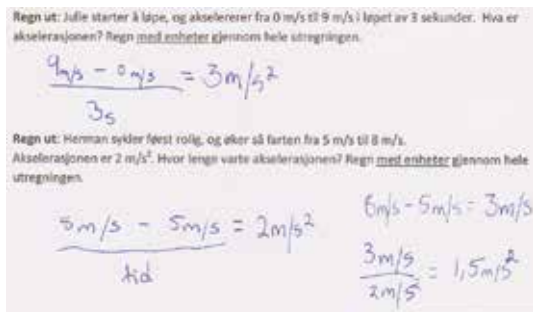 Regn ut: Julie starter å løpe, og akselererer fra 0 m/s til 9 m/s i løpet av 3 sekunder. Hva er
akselerasjonen? Regn med enheter gjennom hele utregningen.
9m/s - 0m/s = 3m/s²
3s
Regn ut: Herman sykler først rolig, og øker så farten fra 5 m/s til 8 m/s.
Akselerasjonen er 2 m/s². Hvor lenge varte akselerasjonen? Regn med enheter gjennom hele
utregningen.
8m/s - 5m/s = 2m/s²
tid
8m/s - 5m/s = 3m/s
3m/s = 1,5m/s²
2m/s